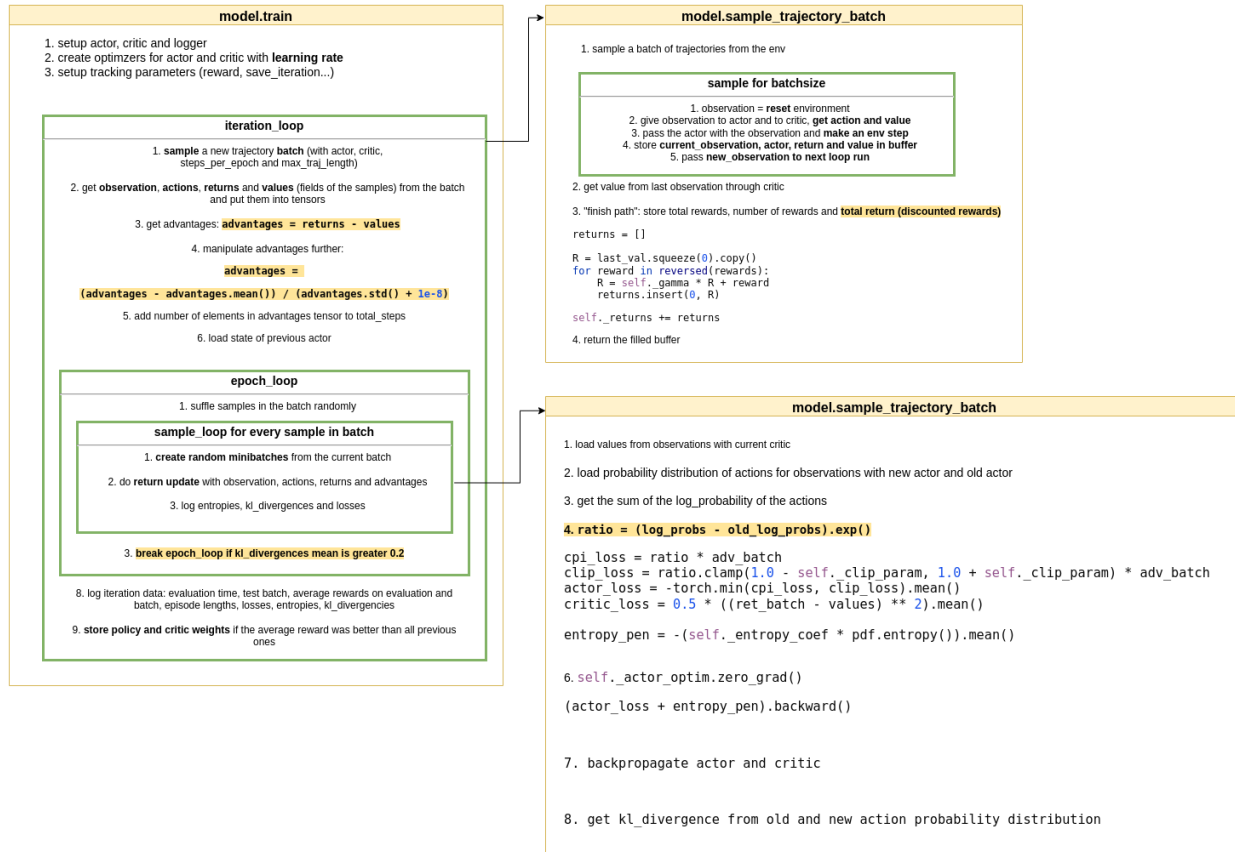 model.train
1. setup actor, critic and logger
2. create optimzers for actor and critic with learning rate
3. setup tracking parameters (reward, save_iteration...)
iteration_loop
1. sample a new trajectory batch (with actor, critic,
steps_per_epoch and max_traj_length)
2. get observation, actions, returns and values (fields of the samples) from the batch
and put them into tensors
3. get advantages: advantages = returns - values
4. manipulate advantages further:
advantages =
(advantages - advantages.mean()) / (advantages.std() + 1e-8)
5. add number of elements in advantages tensor to total_steps
6. load state of previous actor
epoch_loop
1. suffle samples in the batch randomly
sample_loop for every sample in batch
1. create random minibatches from the current batch
2. do return update with observation, actions, returns and advantages
3. log entropies, kl_divergences and losses
3. break epoch_loop if kl_divergences mean is greater 0.2
8. log iteration data: evaluation time, test batch, average rewards on evaluation and
batch, episode lengths, losses, entropies, kl_divergencies
9. store policy and critic weights if the average reward was better than all previous
ones
model.sample_trajectory_batch
1. sample a batch of trajectories from the env
sample for batchsize
1. observation = reset environment
2. give observation to actor and to critic, get action and value
3. pass the actor with the observation and make an env step
4. store current_observation, actor, return and value in buffer
5. pass new_observation to next loop run
2. get value from last observation through critic
3. "finish path": store total rewards, number of rewards and total return (discounted rewards)
returns = []
R = last_val.squeeze(0).copy()
for reward in reversed(rewards):
R = self._gamma * R + reward
returns.insert(0, R)
self._returns += returns
4. return the filled buffer
model.sample_trajectory_batch
1. load values from observations with current critic
2. load probability distribution of actions for observations with new actor and old actor
3. get the sum of the log_probability of the actions
4. ratio = (log_probs - old_log_probs).exp()
cpi_loss = ratio * adv_batch
clip_loss = ratio.clamp(1.0 - self._clip_param, 1.0 + self._clip_param) * adv_batch
actor_loss = -torch.min(cpi_loss, clip_loss).mean()
critic_loss = 0.5 * ((ret_batch - values) ** 2).mean()
entropy_pen = -(self._entropy_coef * pdf.entropy()).mean()
6. self._actor_optim.zero_grad()
(actor_loss + entropy_pen).backward()
7. backpropagate actor and critic
8. get kl_divergence from old and new action probability distribution